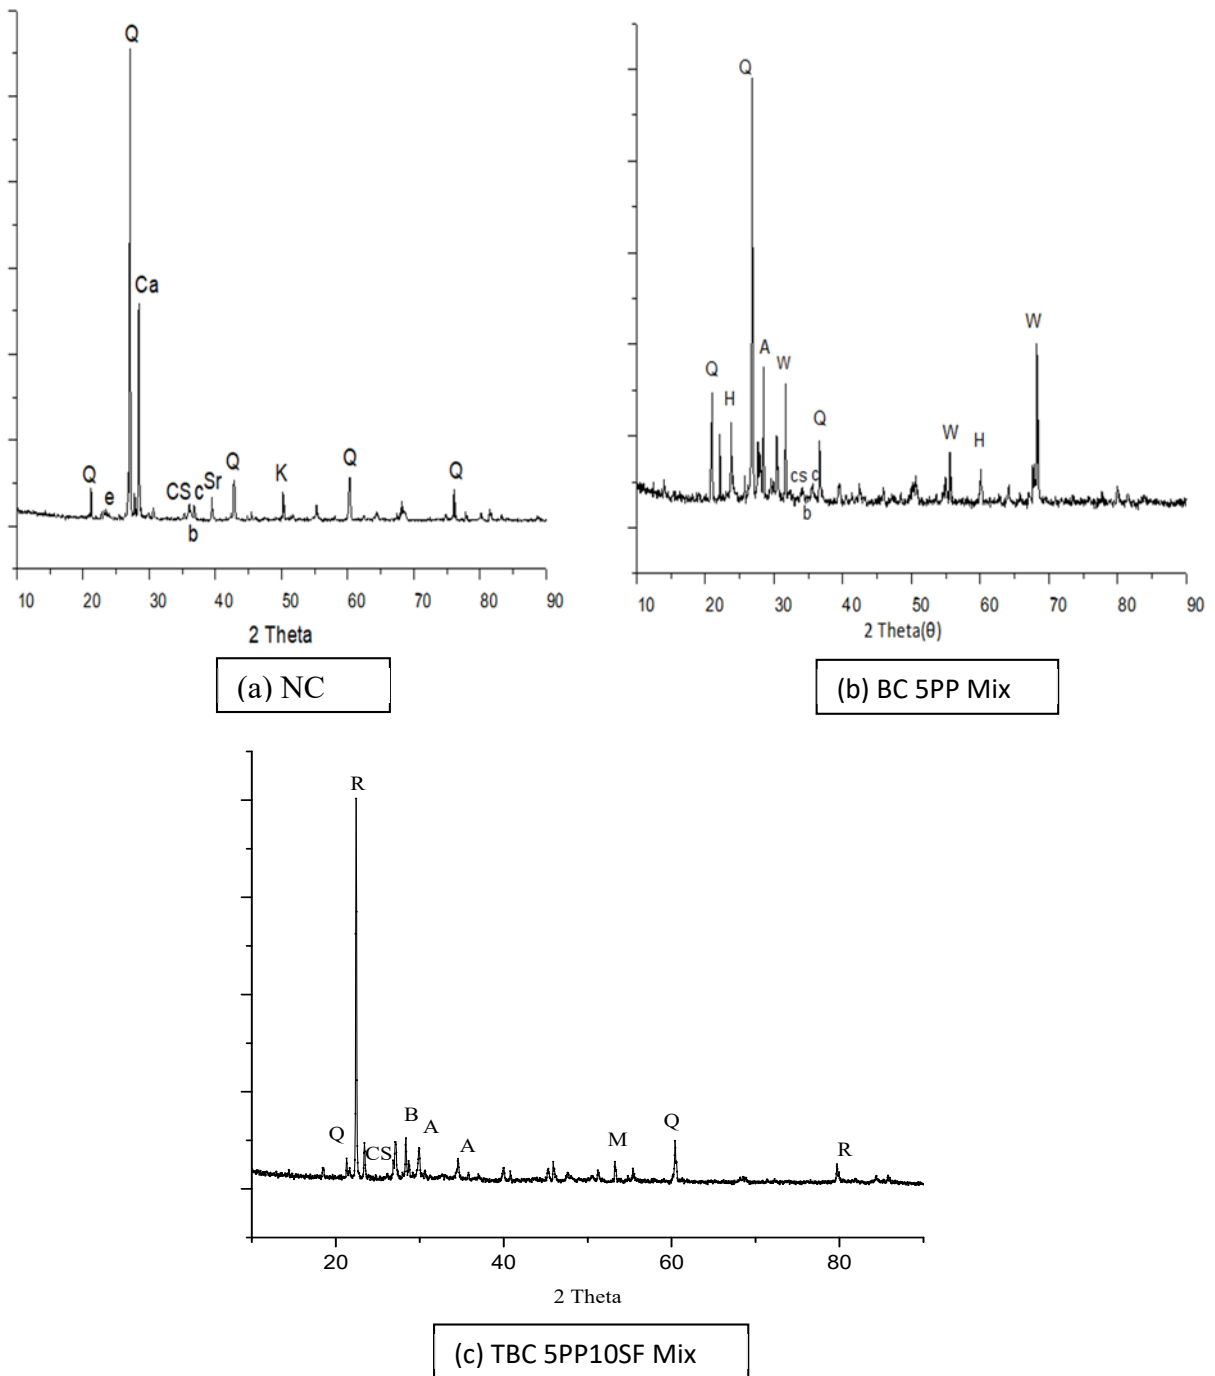 Q
Ca
Q
e
CS
c
Sr
b
Q
K
Q
Q
10 20 30 40 50 60 70 80 90
2 Theta
(a) NC
Q
Q
H
A
W
cs
c
b
Q
W
H
W
10 20 30 40 50 60 70 80 90
2 Theta(θ)
(b) BC 5PP Mix
R
Q
CS
B
A
A
M
Q
R
20 40 60 80
2 Theta
(c) TBC 5PP10SF Mix